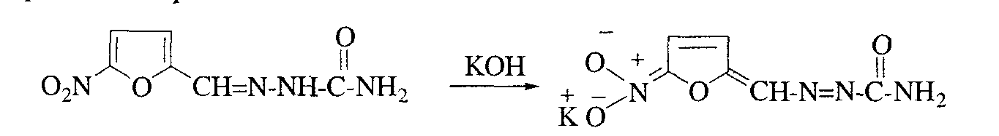 O₂N O CH=N-NH-C-NH₂ O KOH O⁻ N⁺ K⁺ O⁻ O CH-N=N-C-NH₂ O